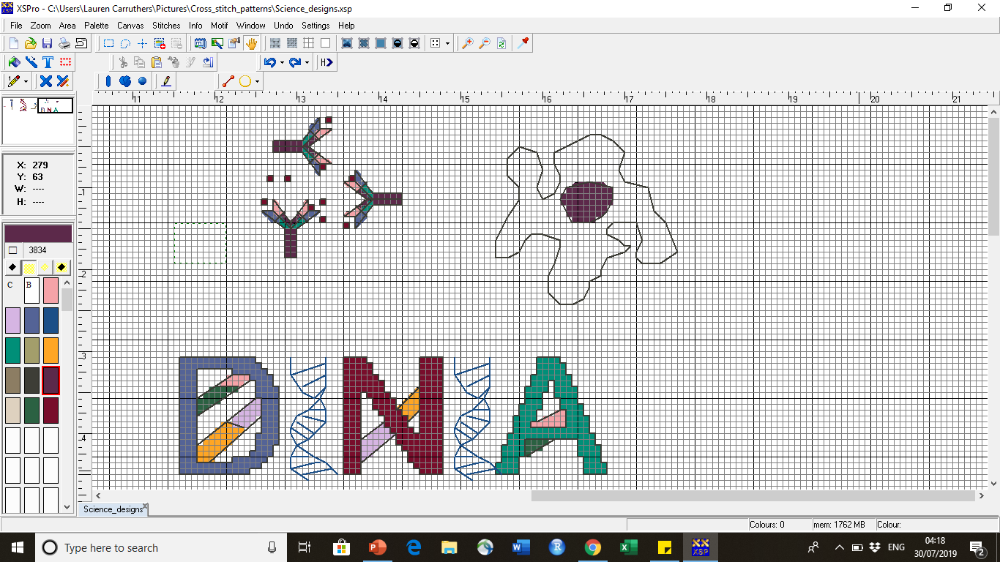 XSPro - C:\Users\Lauren Carruthers\Pictures\Cross_stitch_patterns\Science_designs.xsp
File Zoom Area Palette Canvas Stitches Info Motif Window Undo Settings Help
H>
11 12 13 14 15 16 17 18 19 20 21
DNA
X: 279
Y: 63
W: ----
H: ----
1
3834
2
C B
3
DNA
4
Science_designs
Colours: 0 mem: 1762 MB Colour:
Type here to search
ENG
04:18
30/07/2019
2
XSP